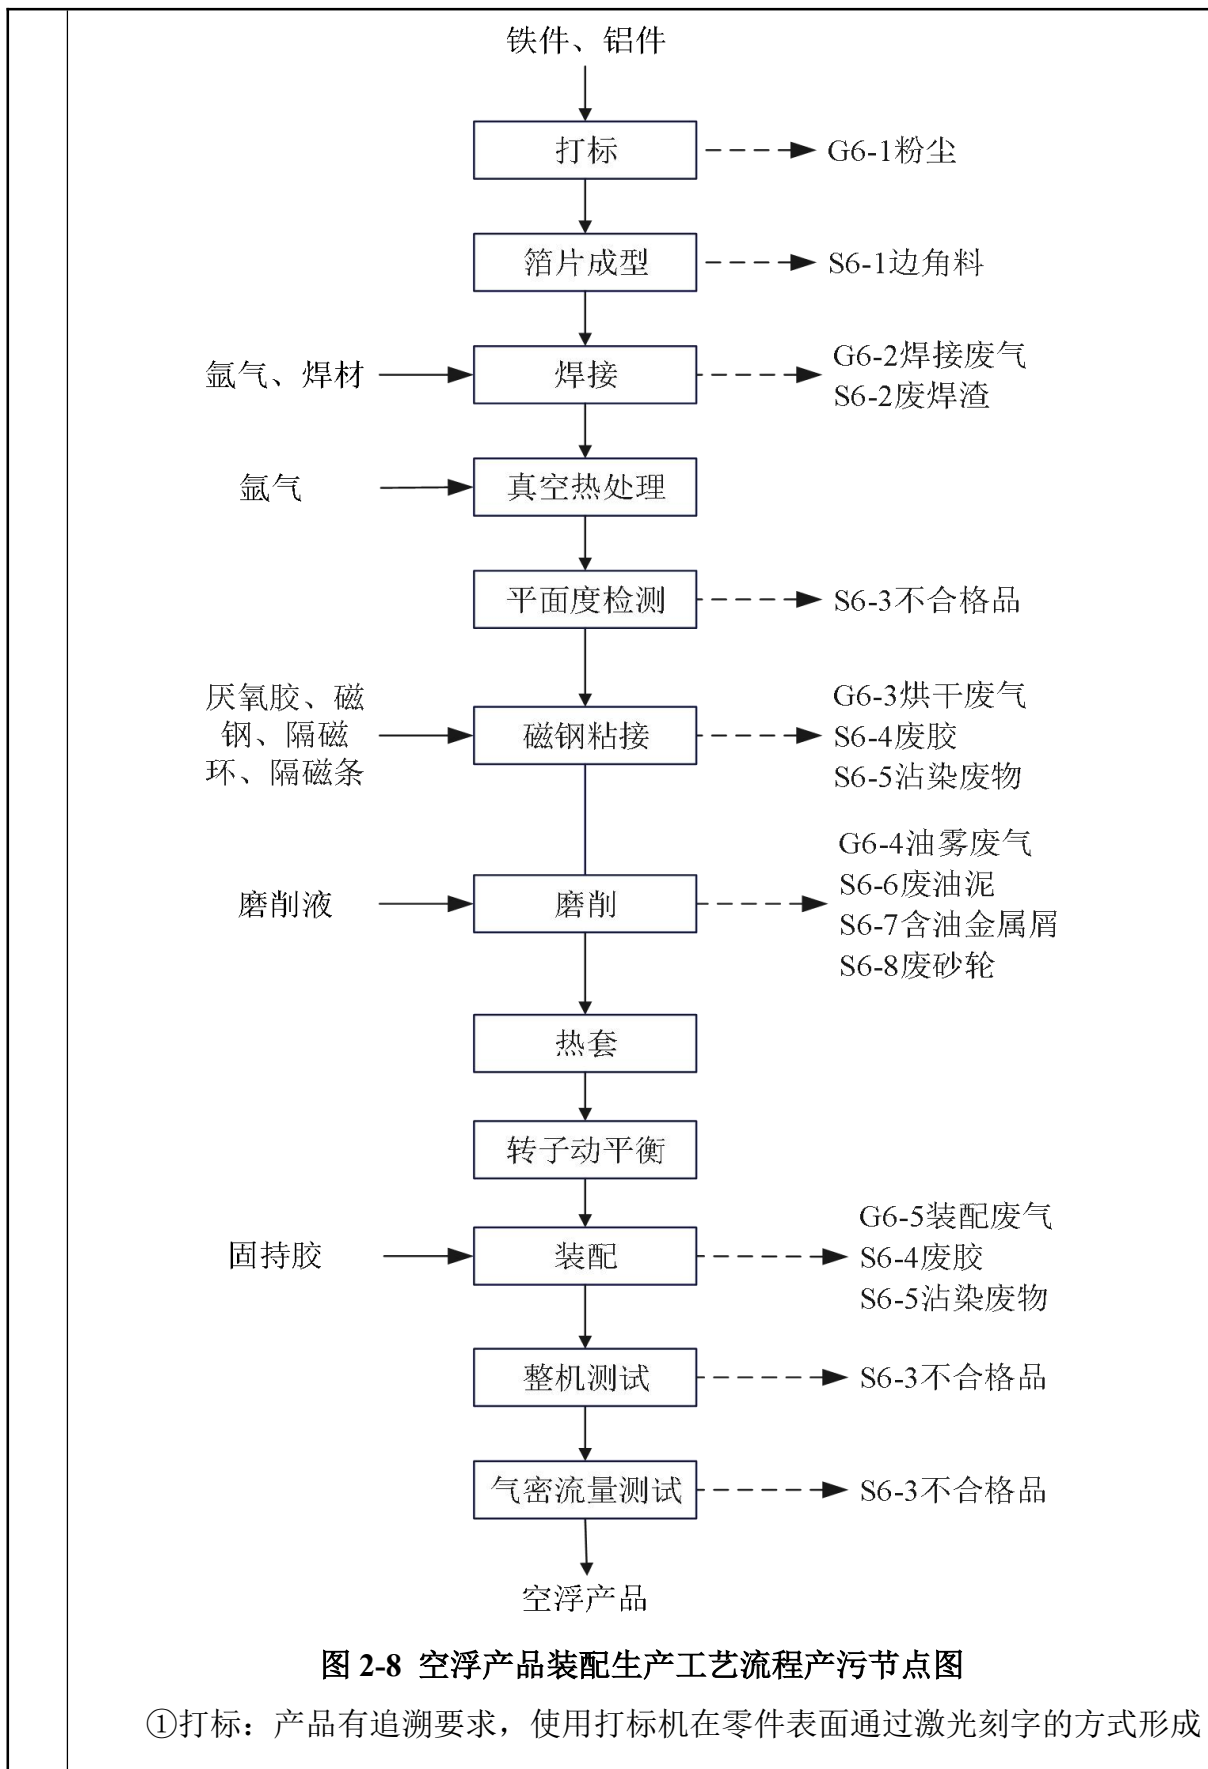 铁件、铝件
打标
G6-1粉尘
箔片成型
S6-1边角料
氩气、焊材
焊接
G6-2焊接废气
S6-2废焊渣
氩气
真空热处理
平面度检测
S6-3不合格品
厌氧胶、磁
钢、隔磁
环、隔磁条
磁钢粘接
G6-3烘干废气
S6-4废胶
S6-5沾染废物
磨削液
磨削
G6-4油雾废气
S6-6废油泥
S6-7含油金属屑
S6-8废砂轮
热套
转子动平衡
固持胶
装配
G6-5装配废气
S6-4废胶
S6-5沾染废物
整机测试
S6-3不合格品
气密流量测试
S6-3不合格品
空浮产品
图 2-8 空浮产品装配生产工艺流程产污节点图
①打标：产品有追溯要求，使用打标机在零件表面通过激光刻字的方式形成